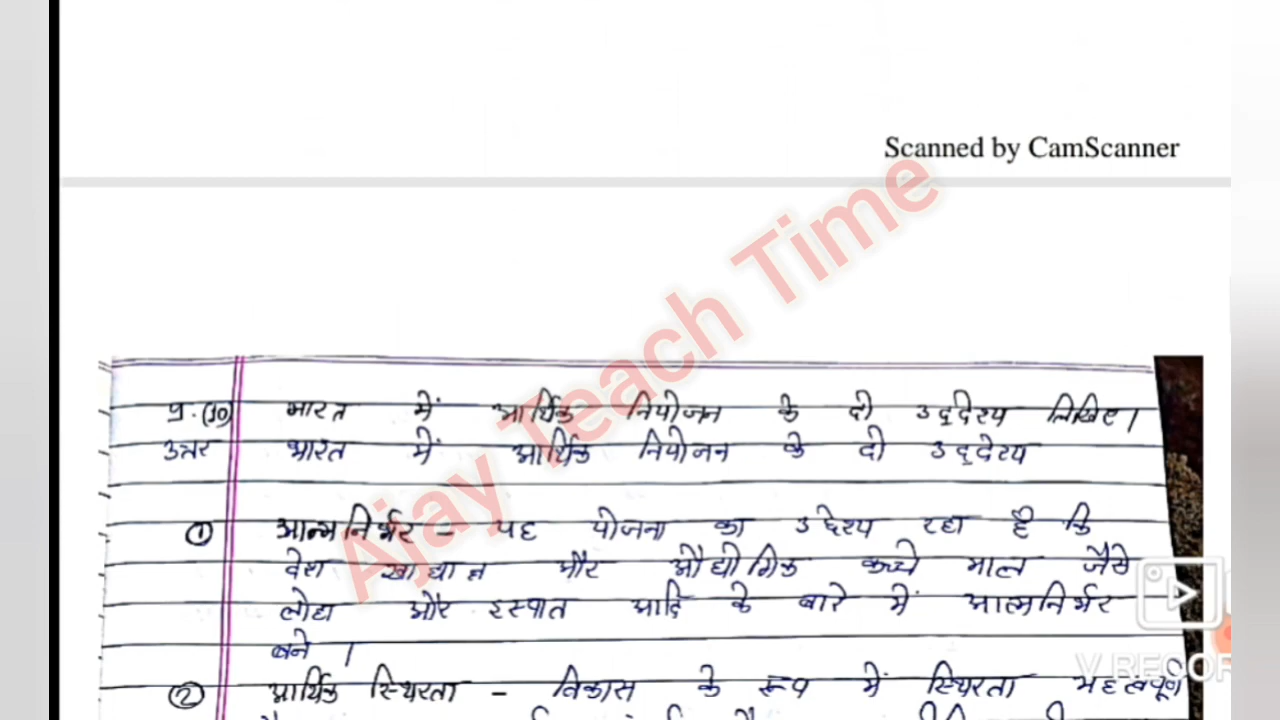 Scanned by CamScanner
Ajay Teach Time
प्र.(10) भारत में आर्थिक नियोजन के दो उद्देश्य लिखिए।
उत्तर भारत में आर्थिक नियोजन के दो उद्देश्य
① आत्मनिर्भर - यह योजना का उद्देश्य रहा है कि
देश खाद्यान्न और औद्योगिक कच्चे माल जैसे
लोहा और इस्पात आदि के बारे में आत्मनिर्भर
बने।
② आर्थिक स्थिरता - विकास के रूप में स्थिरता महत्वपूर्ण
V RECOR